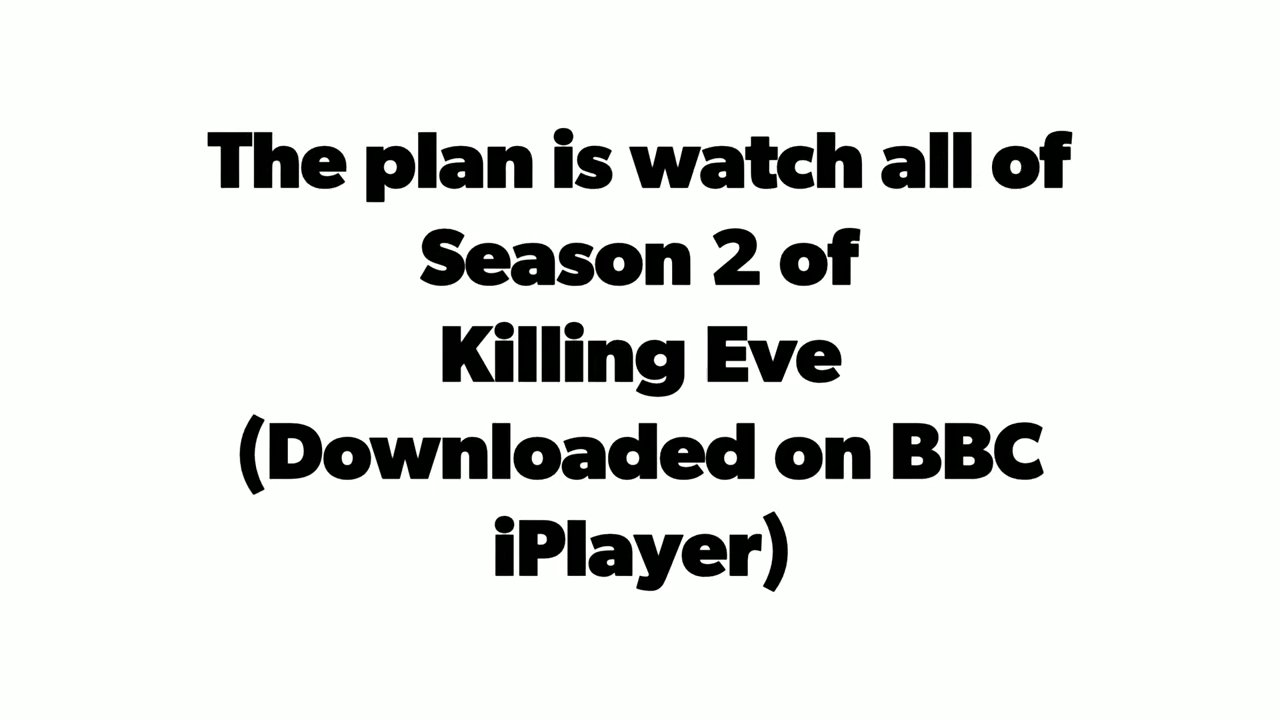 The plan is watch all of
Season 2 of
Killing Eve
(Downloaded on BBC
iPlayer)